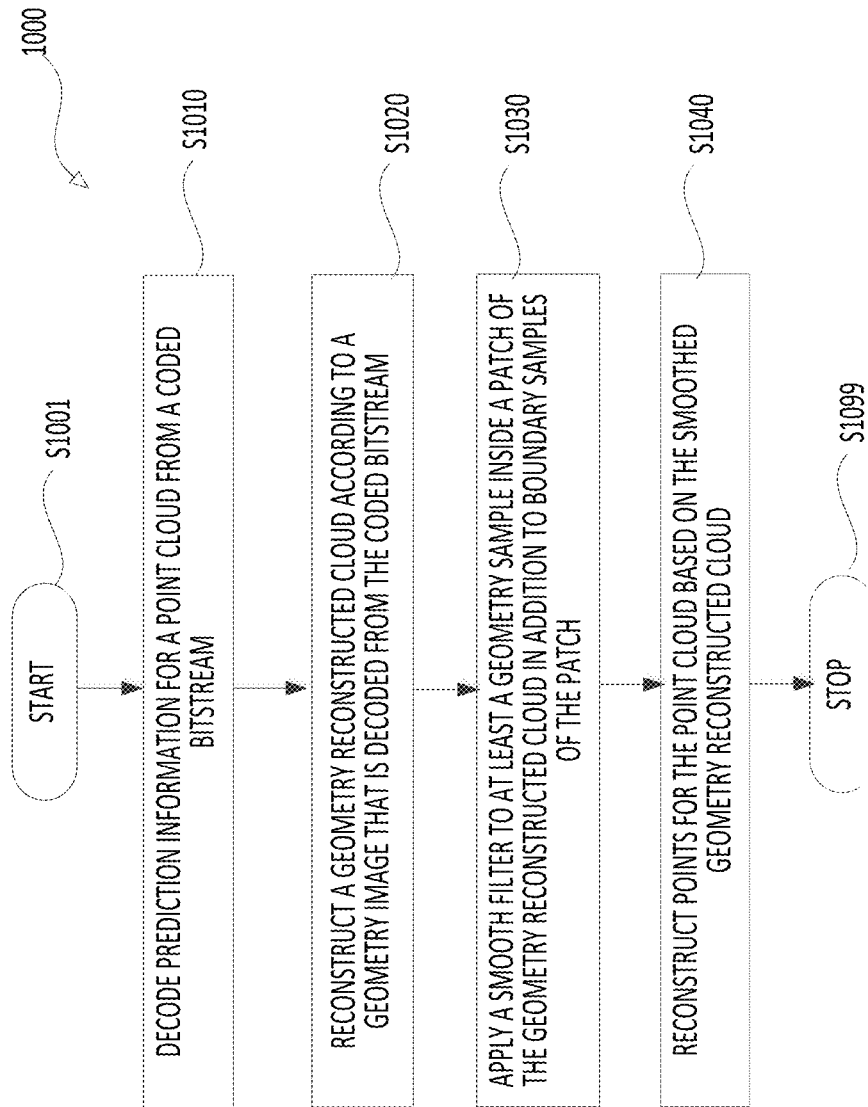 1000
START
S1001
DECODE PREDICTION INFORMATION FOR A POINT CLOUD FROM A CODED
BITSTREAM
S1010
RECONSTRUCT A GEOMETRY RECONSTRUCTED CLOUD ACCORDING TO A
GEOMETRY IMAGE THAT IS DECODED FROM THE CODED BITSTREAM
S1020
APPLY A SMOOTH FILTER TO AT LEAST A GEOMETRY SAMPLE INSIDE A PATCH OF
THE GEOMETRY RECONSTRUCTED CLOUD IN ADDITION TO BOUNDARY SAMPLES
OF THE PATCH
S1030
RECONSTRUCT POINTS FOR THE POINT CLOUD BASED ON THE SMOOTHED
GEOMETRY RECONSTRUCTED CLOUD
S1040
STOP
S1099